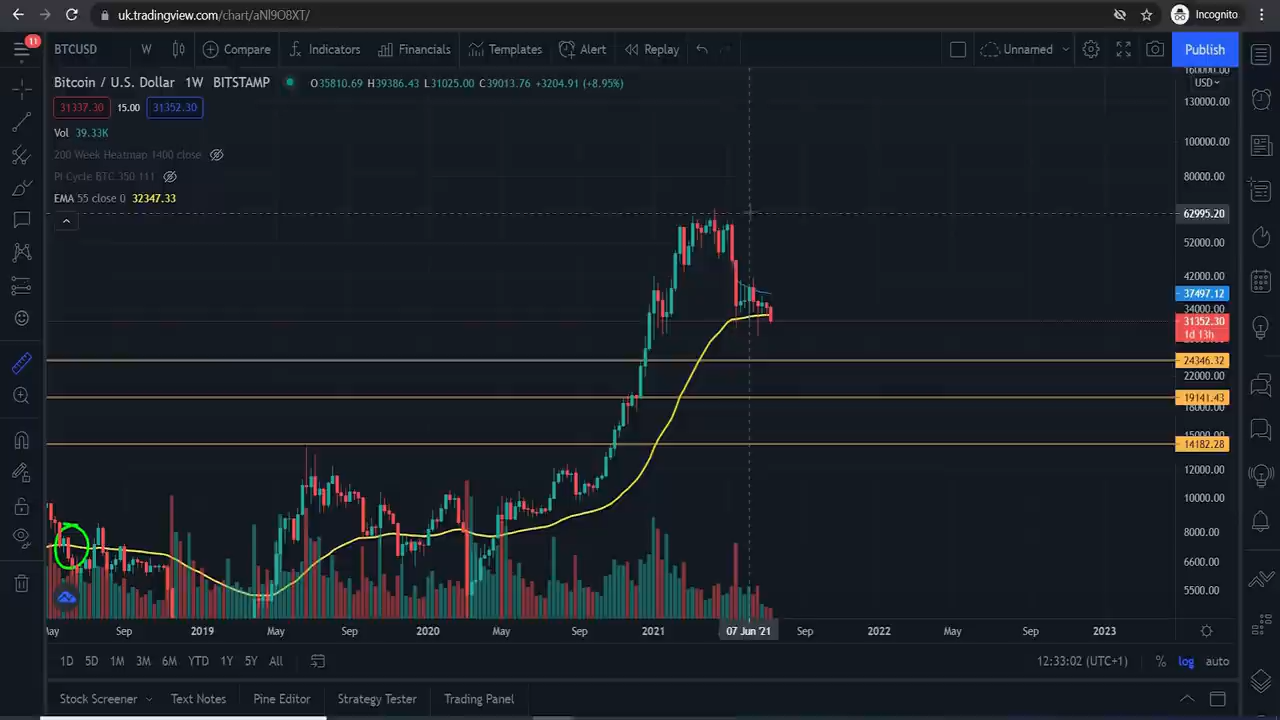 uk.tradingview.com/chart/aNl9O8XT/
Incognito
11
BTCUSD W Compare Indicators Financials Templates Alert Replay Unnamed Publish
Bitcoin / U.S. Dollar 1W BITSTAMP O35810.69 H39386.43 L31025.00 C39013.76 +3204.91 (+8.95%)
USD
31337.30 15.00 31352.30
Vol 39.33K
200 Week Heatmap 1400 close
PI Cycle BTC 350 111
EMA 55 close 0 32347.33
160000.00
130000.00
100000.00
80000.00
62995.20
52000.00
42000.00
37497.12
34000.00
31352.30
1d 13h
24346.32
22000.00
19141.43
18000.00
15000.00
14182.28
12000.00
10000.00
8000.00
6600.00
5500.00
May Sep 2019 May Sep 2020 May Sep 2021 07 Jun '21 Sep 2022 May Sep 2023
1D 5D 1M 3M 6M YTD 1Y 5Y All 12:33:02 (UTC+1) % log auto
Stock Screener Text Notes Pine Editor Strategy Tester Trading Panel